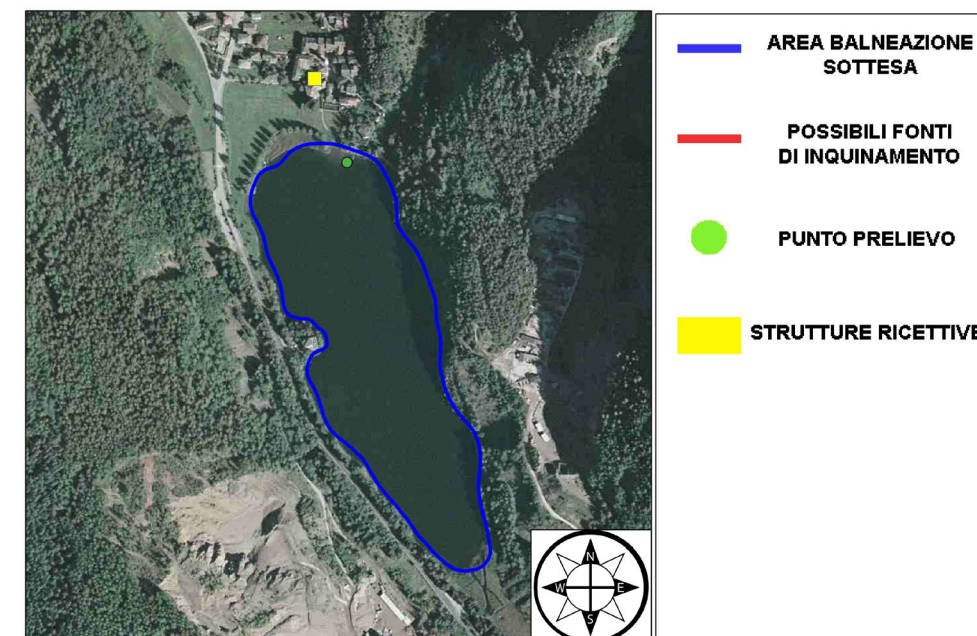 AREA BALNEAZIONE
SOTTESA
POSSIBILI FONTI
DI INQUINAMENTO
PUNTO PRELIEVO
STRUTTURE RICETTIVE
N
W
E
S